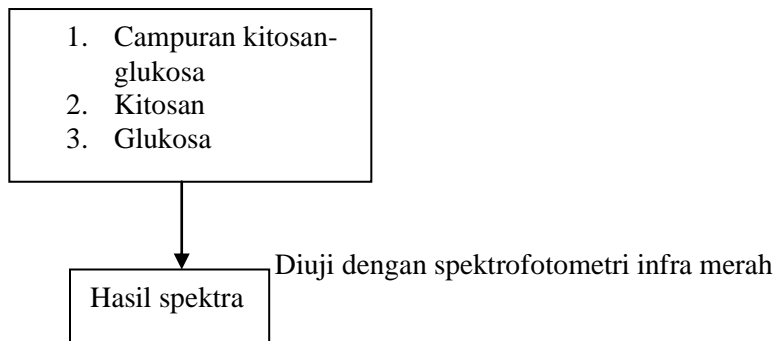 1. Campuran kitosan-
glukosa
2. Kitosan
3. Glukosa
Diuji dengan spektrofotometri infra merah
Hasil spektra